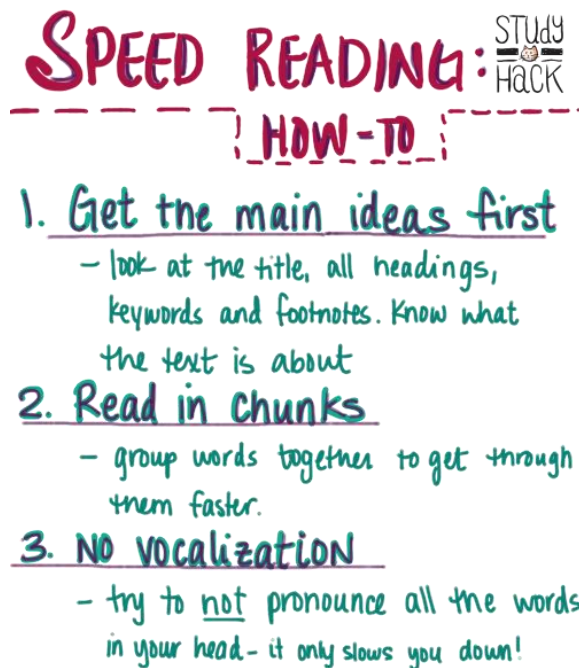 SPEED READING:
STUdy
HaCK
HOW-TO
1. Get the main ideas first
- look at the title, all headings,
keywords and footnotes. Know what
the text is about
2. Read in chunks
- group words together to get through
them faster.
3. NO VOCALIZATION
- try to not pronounce all the words
in your head - it only slows you down!